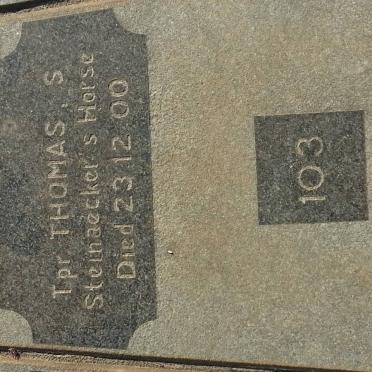 Tpr THOMAS. S
Steinaecker's Horse
Died 23 12 00
103